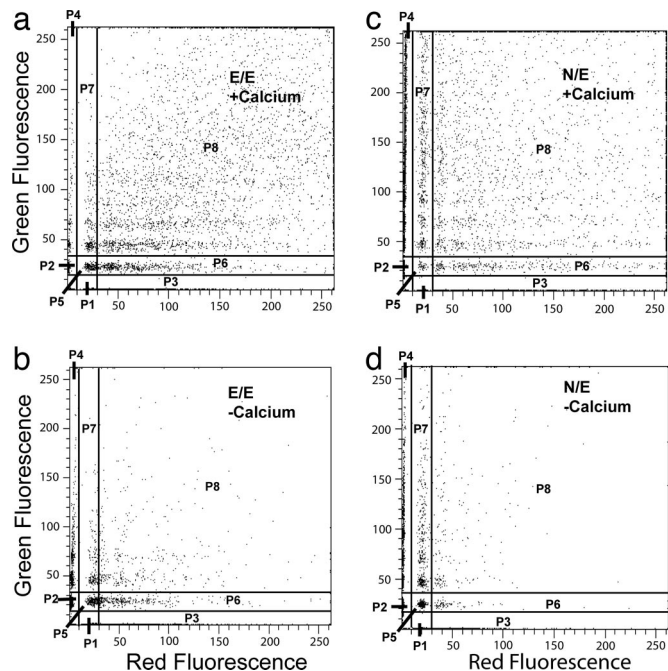 a
P4
250
200
150
100
50
P7
E/E
+Calcium
P8
P2
P6
P5
P3
P1
50
100
150
200
250
Green Fluorescence
c
P4
250
200
150
100
50
P7
N/E
+Calcium
P8
P2
P6
P5
P3
P1
50
100
150
200
250
b
P4
250
200
150
100
50
P7
E/E
-Calcium
P8
P2
P6
P5
P3
P1
50
100
150
200
250
Green Fluorescence
Red Fluorescence
d
P4
250
200
150
100
50
P7
N/E
-Calcium
P8
P2
P6
P5
P3
P1
50
100
150
200
250
Red Fluorescence